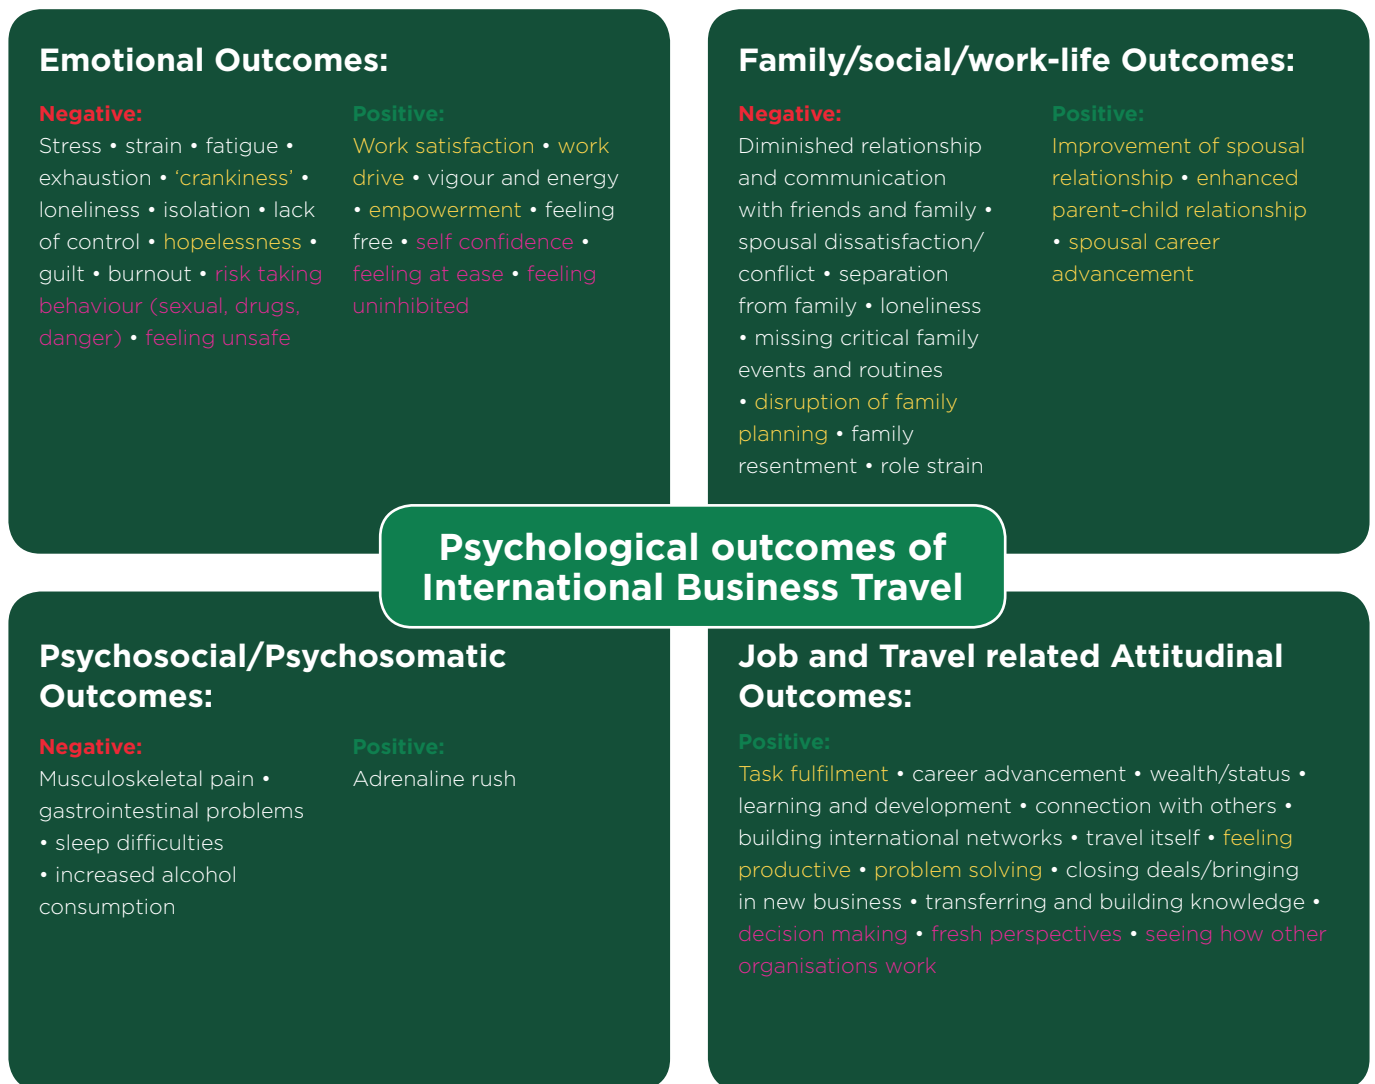 Emotional Outcomes:
Negative:
Stress • strain • fatigue •
exhaustion • ‘crankiness’ •
loneliness • isolation • lack
of control • hopelessness •
guilt • burnout • risk taking
behaviour (sexual, drugs,
danger) • feeling unsafe
Positive:
Work satisfaction • work
drive • vigour and energy
• empowerment • feeling
free • self confidence •
feeling at ease • feeling
uninhibited
Family/social/work-life Outcomes:
Negative:
Diminished relationship
and communication
with friends and family •
spousal dissatisfaction/
conflict • separation
from family • loneliness
• missing critical family
events and routines
• disruption of family
planning • family
resentment • role strain
Positive:
Improvement of spousal
relationship • enhanced
parent-child relationship
• spousal career
advancement
Psychological outcomes of
International Business Travel
Psychosocial/Psychosomatic
Outcomes:
Negative:
Musculoskeletal pain •
gastrointestinal problems
• sleep difficulties
• increased alcohol
consumption
Positive:
Adrenaline rush
Job and Travel related Attitudinal
Outcomes:
Positive:
Task fulfilment • career advancement • wealth/status •
learning and development • connection with others •
building international networks • travel itself • feeling
productive • problem solving • closing deals/bringing
in new business • transferring and building knowledge •
decision making • fresh perspectives • seeing how other
organisations work